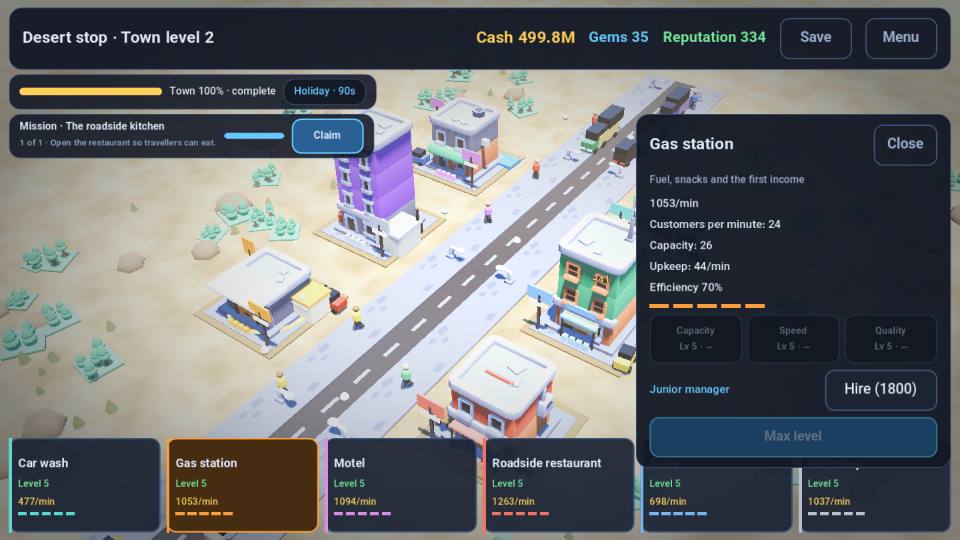 Desert stop · Town level 2
Cash 499.8M
Gems 35
Reputation 334
Save
Menu
Town 100% · complete
Holiday · 90s
Mission · The roadside kitchen
1 of 1 · Open the restaurant so travellers can eat.
Claim
Gas station
Close
Fuel, snacks and the first income
1053/min
Customers per minute: 24
Capacity: 26
Upkeep: 44/min
Efficiency 70%
Capacity
Lv 5 · —
Speed
Lv 5 · —
Quality
Lv 5 · —
Junior manager
Hire (1800)
Max level
Car wash
Level 5
477/min
Gas station
Level 5
1053/min
Motel
Level 5
1094/min
Roadside restaurant
Level 5
1263/min
Level 5
698/min
Level 5
1037/min